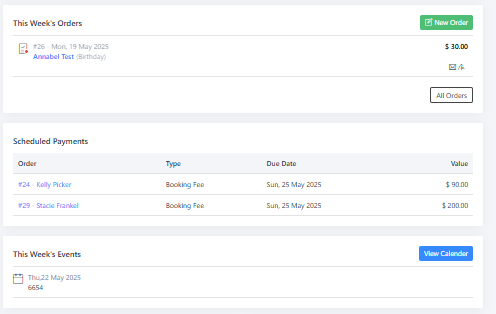 This Week's Orders
New Order
#26 - Mon, 19 May 2025
$ 30.00
Annabel Test (Birthday)
All Orders
Scheduled Payments
Order Type Due Date Value
#24 - Kelly Picker Booking Fee Sun, 25 May 2025 $ 90.00
#29 - Stacie Frankel Booking Fee Sun, 25 May 2025 $ 200.00
This Week's Events
View Calender
Thu,22 May 2025
6654